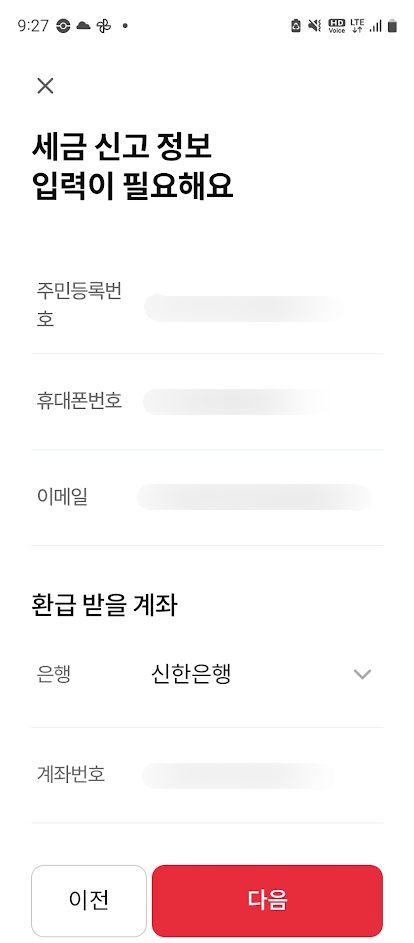 9:27
HD
Voice
LTE
세금 신고 정보
입력이 필요해요
주민등록번
호
휴대폰번호
이메일
환급 받을 계좌
은행 신한은행
계좌번호
이전 다음